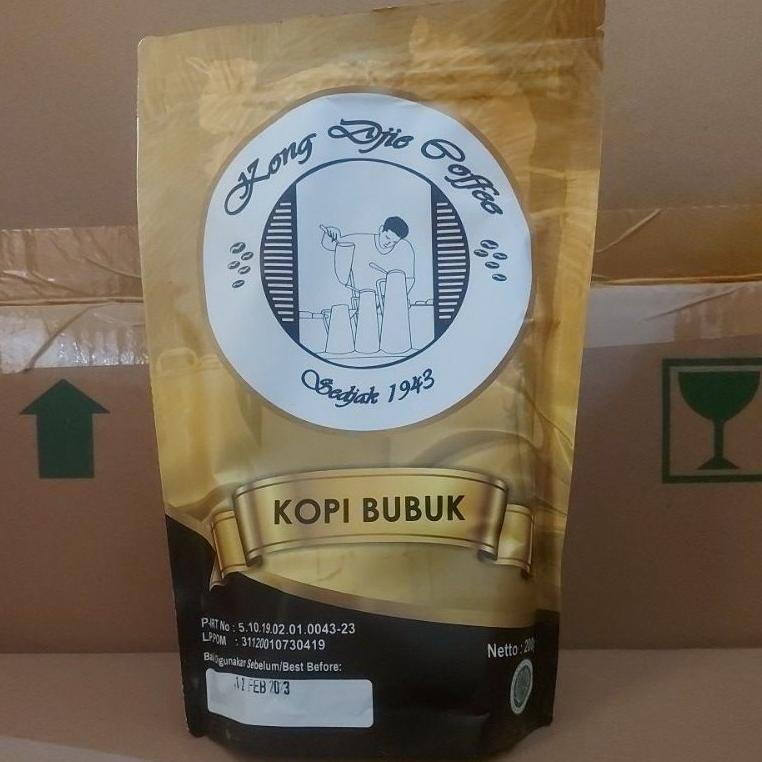 Kong Djie Coffee
Sedjak 1943
KOPI BUBUK
P-IRT No : 5.10.19.02.01.0043-23
LPPOM : 31120010730419
Netto :
Baik Digunakan Sebelum/Best Before:
FEB